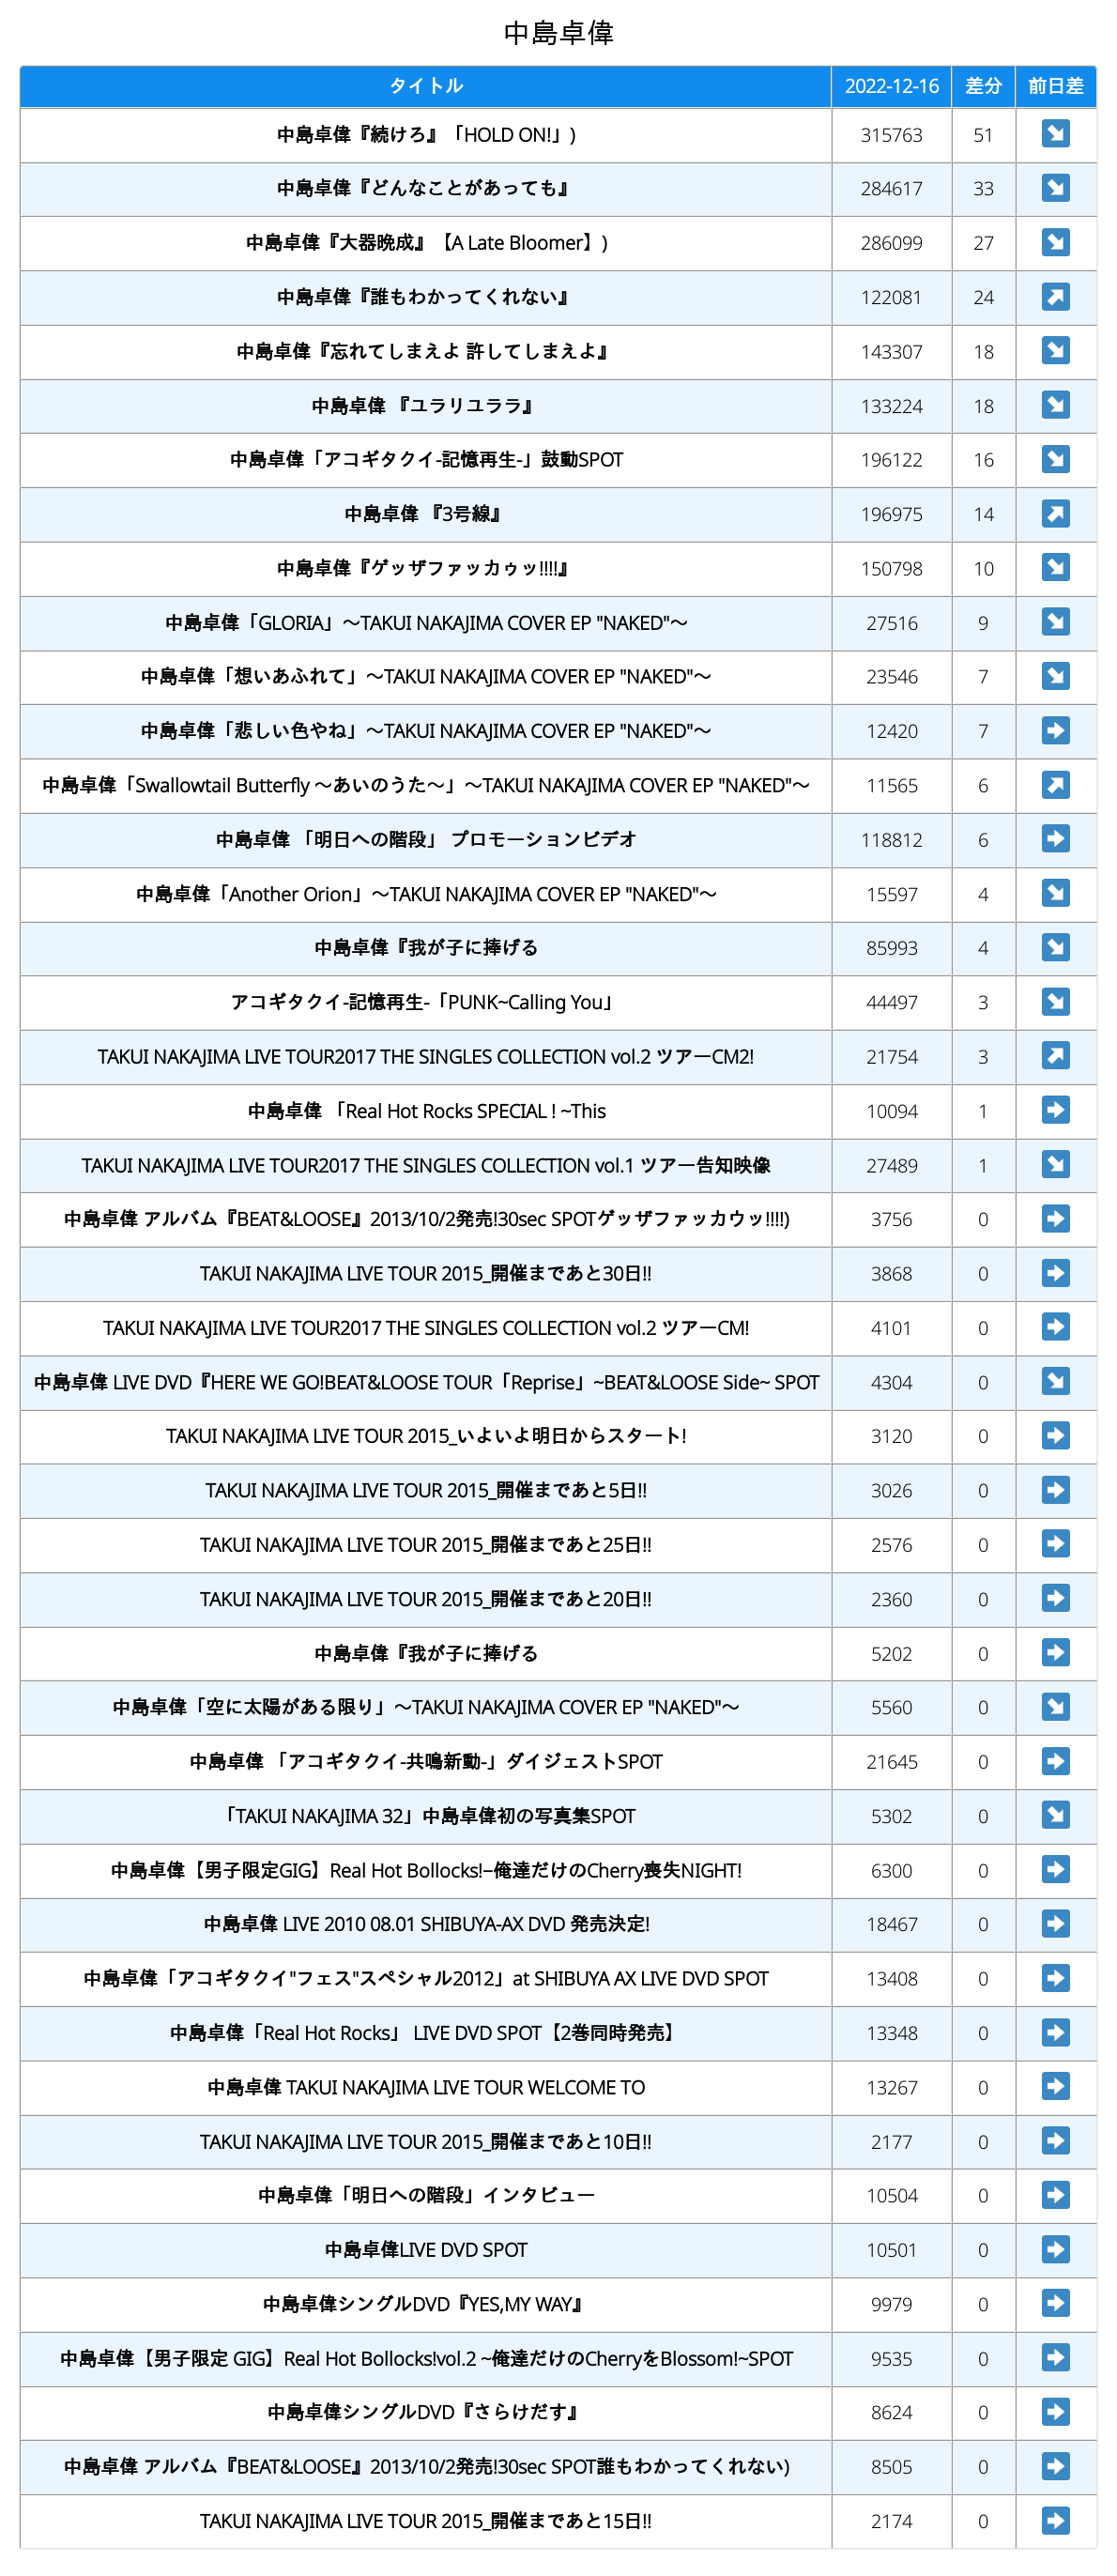 中島卓偉
タイトル 2022-12-16 差分 前日差
中島卓偉『続けろ』「HOLD ON!」) 315763 51
中島卓偉『どんなことがあっても』 284617 33
中島卓偉『大器晩成』【A Late Bloomer】) 286099 27
中島卓偉『誰もわかってくれない』 122081 24
中島卓偉『忘れてしまえよ 許してしまえよ』 143307 18
中島卓偉 『ユラリユララ』 133224 18
中島卓偉「アコギタクイ-記憶再生-」鼓動SPOT 196122 16
中島卓偉 『3号線』 196975 14
中島卓偉『ゲッザファッカゥッ!!!!』 150798 10
中島卓偉「GLORIA」〜TAKUI NAKAJIMA COVER EP "NAKED"〜 27516 9
中島卓偉「想いあふれて」〜TAKUI NAKAJIMA COVER EP "NAKED"〜 23546 7
中島卓偉「悲しい色やね」〜TAKUI NAKAJIMA COVER EP "NAKED"〜 12420 7
中島卓偉「Swallowtail Butterfly 〜あいのうた〜」〜TAKUI NAKAJIMA COVER EP "NAKED"〜 11565 6
中島卓偉 「明日への階段」 プロモーションビデオ 118812 6
中島卓偉「Another Orion」〜TAKUI NAKAJIMA COVER EP "NAKED"〜 15597 4
中島卓偉『我が子に捧げる 85993 4
アコギタクイ-記憶再生-「PUNK~Calling You」 44497 3
TAKUI NAKAJIMA LIVE TOUR2017 THE SINGLES COLLECTION vol.2 ツアーCM2! 21754 3
中島卓偉 「Real Hot Rocks SPECIAL ! ~This 10094 1
TAKUI NAKAJIMA LIVE TOUR2017 THE SINGLES COLLECTION vol.1 ツアー告知映像 27489 1
中島卓偉 アルバム『BEAT&LOOSE』2013/10/2発売!30sec SPOTゲッザファッカウッ!!!!) 3756 0
TAKUI NAKAJIMA LIVE TOUR 2015_開催まであと30日!! 3868 0
TAKUI NAKAJIMA LIVE TOUR2017 THE SINGLES COLLECTION vol.2 ツアーCM! 4101 0
中島卓偉 LIVE DVD『HERE WE GO!BEAT&LOOSE TOUR「Reprise」~BEAT&LOOSE Side~ SPOT 4304 0
TAKUI NAKAJIMA LIVE TOUR 2015_いよいよ明日からスタート! 3120 0
TAKUI NAKAJIMA LIVE TOUR 2015_開催まであと5日!! 3026 0
TAKUI NAKAJIMA LIVE TOUR 2015_開催まであと25日!! 2576 0
TAKUI NAKAJIMA LIVE TOUR 2015_開催まであと20日!! 2360 0
中島卓偉『我が子に捧げる 5202 0
中島卓偉「空に太陽がある限り」〜TAKUI NAKAJIMA COVER EP "NAKED"〜 5560 0
中島卓偉 「アコギタクイ-共鳴新動-」ダイジェストSPOT 21645 0
「TAKUI NAKAJIMA 32」中島卓偉初の写真集SPOT 5302 0
中島卓偉【男子限定GIG】Real Hot Bollocks!−俺達だけのCherry喪失NIGHT! 6300 0
中島卓偉 LIVE 2010 08.01 SHIBUYA-AX DVD 発売決定! 18467 0
中島卓偉「アコギタクイ"フェス"スペシャル2012」at SHIBUYA AX LIVE DVD SPOT 13408 0
中島卓偉「Real Hot Rocks」 LIVE DVD SPOT【2巻同時発売】 13348 0
中島卓偉 TAKUI NAKAJIMA LIVE TOUR WELCOME TO 13267 0
TAKUI NAKAJIMA LIVE TOUR 2015_開催まであと10日!! 2177 0
中島卓偉「明日への階段」インタビュー 10504 0
中島卓偉LIVE DVD SPOT 10501 0
中島卓偉シングルDVD『YES,MY WAY』 9979 0
中島卓偉【男子限定 GIG】Real Hot Bollocks!vol.2 ~俺達だけのCherryをBlossom!~SPOT 9535 0
中島卓偉シングルDVD『さらけだす』 8624 0
中島卓偉 アルバム『BEAT&LOOSE』2013/10/2発売!30sec SPOT誰もわかってくれない) 8505 0
TAKUI NAKAJIMA LIVE TOUR 2015_開催まであと15日!! 2174 0